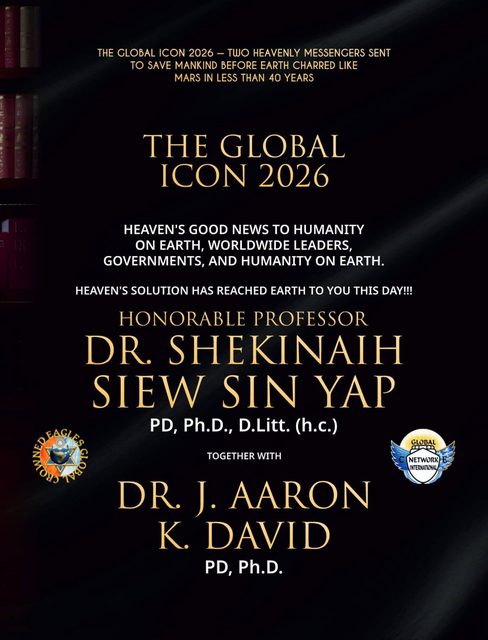 THE GLOBAL ICON 2026 — TWO HEAVENLY MESSENGERS SENT
TO SAVE MANKIND BEFORE EARTH CHARRED LIKE
MARS IN LESS THAN 40 YEARS
THE GLOBAL
ICON 2026
HEAVEN'S GOOD NEWS TO HUMANITY
ON EARTH, WORLDWIDE LEADERS,
GOVERNMENTS, AND HUMANITY ON EARTH.
HEAVEN'S SOLUTION HAS REACHED EARTH TO YOU THIS DAY!!!
HONORABLE PROFESSOR
DR. SHEKINAIH
SIEW SIN YAP
PD, Ph.D., D.Litt. (h.c.)
CROWNED EAGLES GLOBAL
GLOBAL
NETWORK
INTERNATIONAL
TOGETHER WITH
DR. J. AARON
K. DAVID
PD, Ph.D.